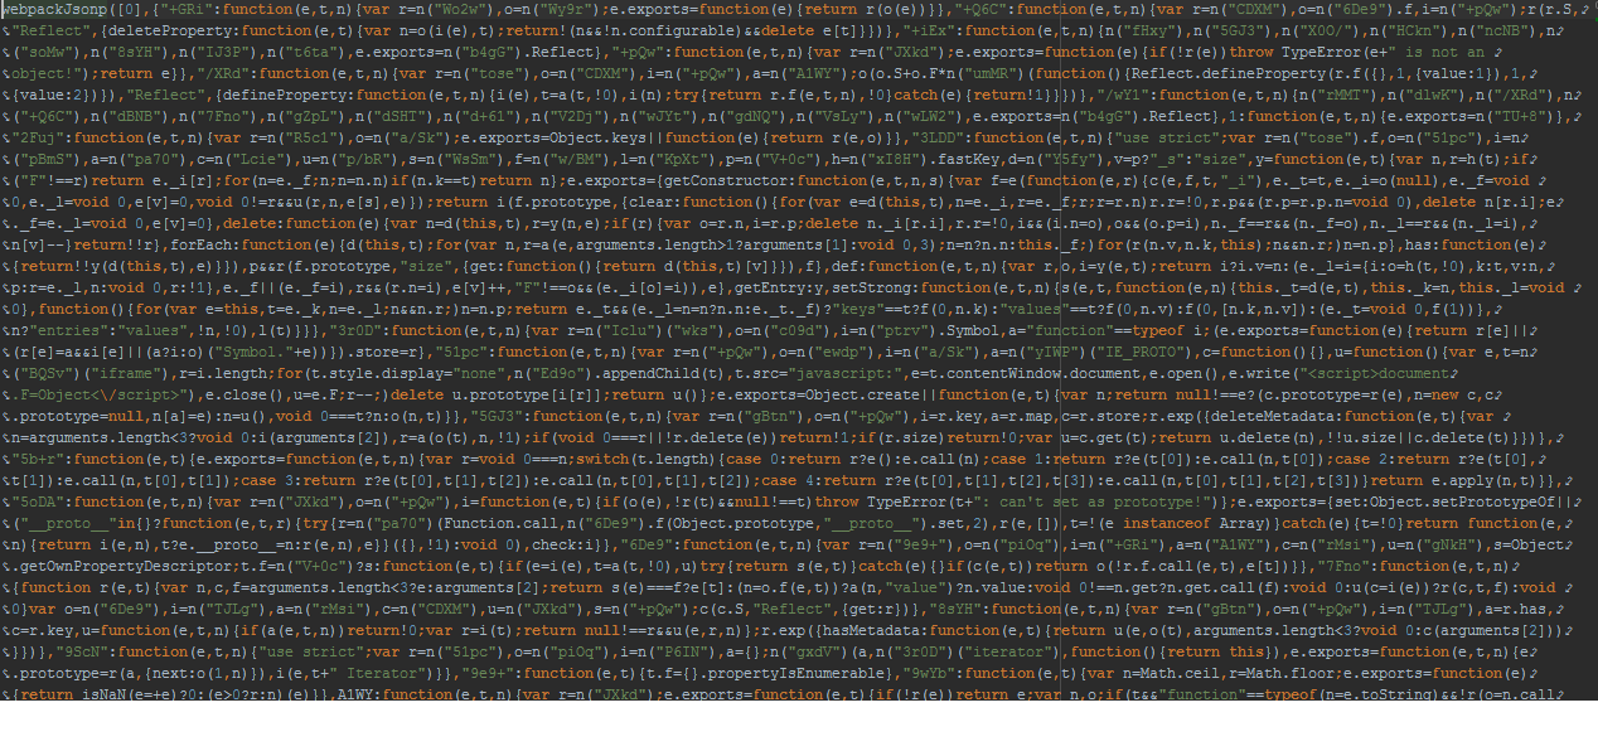 webpackJsonp([0],{"+GRi":function(e,t,n){var r=n("Wo2w"),o=n("Wy9r");e.exports=function(e){return r(o(e))}},"+Q6C":function(e,t,n){var r=n("CDXM"),o=n("6De9").f,i=n("+pQw");r(r.S,
"Reflect",{deleteProperty:function(e,t){var n=o(i(e),t);return!(n&&!n.configurable)&&delete e[t]}})},"+iEx":function(e,t,n){n("fHxy"),n("5GJ3"),n("X0O/"),n("HCkn"),n("ncNB"),n
("soMw"),n("8sYH"),n("IJ3P"),n("t6ta"),e.exports=n("b4gG").Reflect},"+pQw":function(e,t,n){var r=n("JXkd");e.exports=function(e){if(!r(e))throw TypeError(e+" is not an
object!");return e}},"/XRd":function(e,t,n){var r=n("tose"),o=n("CDXM"),i=n("+pQw"),a=n("A1WY");o(o.S+o.F*n("umMR")(function(){Reflect.defineProperty(r.f({},1,{value:1}),1,
{value:2})}),"Reflect",{defineProperty:function(e,t,n){i(e),t=a(t,!0),i(n);try{return r.f(e,t,n),!0}catch(e){return!1}}})},"/wY1":function(e,t,n){n("rMMT"),n("dlwK"),n("/XRd"),n
("+Q6C"),n("dBNB"),n("7Fno"),n("gZpL"),n("dSHT"),n("d+61"),n("V2Dj"),n("wJYt"),n("gdNQ"),n("VsLy"),n("wLW2"),e.exports=n("b4gG").Reflect},1:function(e,t,n){e.exports=n("TU+8")},
"2Fuj":function(e,t,n){var r=n("R5c1"),o=n("a/Sk");e.exports=Object.keys||function(e){return r(e,o)}},"3LDD":function(e,t,n){"use strict";var r=n("tose").f,o=n("51pc"),i=n
("pBmS"),a=n("pa70"),c=n("Lcie"),u=n("p/bR"),s=n("WsSm"),f=n("w/BM"),l=n("KpXt"),p=n("V+0c"),h=n("xI8H").fastKey,d=n("Y5fy"),v=p?"_s":"size",y=function(e,t){var n,r=h(t);if
("F"!==r)return e._i[r];for(n=e._f;n;n=n.n)if(n.k==t)return n};e.exports={getConstructor:function(e,t,n,s){var f=e(function(e,r){c(e,f,t,"_i"),e._t=t,e._i=o(null),e._f=void
0,e._l=void 0,e[v]=0,void 0!=r&&u(r,n,e[s],e)});return i(f.prototype,{clear:function(){for(var e=d(this,t),n=e._i,r=e._f;r;r=r.n)r.r=!0,r.p&&(r.p=r.p.n=void 0),delete n[r.i];e
._f=e._l=void 0,e[v]=0},delete:function(e){var n=d(this,t),r=y(n,e);if(r){var o=r.n,i=r.p;delete n._i[r.i],r.r=!0,i&&(i.n=o),o&&(o.p=i),n._f==r&&(n._f=o),n._l==r&&(n._l=i),
n[v]--}return!!r},forEach:function(e){d(this,t);for(var n,r=a(e,arguments.length>1?arguments[1]:void 0,3);n=n?n.n:this._f;)for(r(n.v,n.k,this);n&&n.r;)n=n.p},has:function(e)
{return!!y(d(this,t),e)}}),p&&r(f.prototype,"size",{get:function(){return d(this,t)[v]}}),f},def:function(e,t,n){var r,o,i=y(e,t);return i?i.v=n:(e._l=i={i:o=h(t,!0),k:t,v:n,
p:r=e._l,n:void 0,r:!1},e._f||(e._f=i),r&&(r.n=i),e[v]++,"F"!==o&&(e._i[o]=i)),e},getEntry:y,setStrong:function(e,t,n){s(e,t,function(e,n){this._t=d(e,t),this._k=n,this._l=void
0},function(){for(var e=this,t=e._k,n=e._l;n&&n.r;)n=n.p;return e._t&&(e._l=n=n?n.n:e._t._f)?"keys"==t?f(0,n.k):"values"==t?f(0,n.v):f(0,[n.k,n.v]):(e._t=void 0,f(1))},
n?"entries":"values",!n,!0),l(t)}}},"3r0D":function(e,t,n){var r=n("Iclu")("wks"),o=n("c09d"),i=n("ptrv").Symbol,a="function"==typeof i;(e.exports=function(e){return r[e]||
(r[e]=a&&i[e]||(a?i:o)("Symbol."+e))}).store=r},"51pc":function(e,t,n){var r=n("+pQw"),o=n("ewdp"),i=n("a/Sk"),a=n("yIWP")("IE_PROTO"),c=function(){},u=function(){var e,t=n
("BQSv")("iframe"),r=i.length;for(t.style.display="none",n("Ed9o").appendChild(t),t.src="javascript:",e=t.contentWindow.document,e.open(),e.write("<script>document
.F=Object<\/script>"),e.close(),u=e.F;r--;)delete u.prototype[i[r]];return u()};e.exports=Object.create||function(e,t){var n;return null!==e?(c.prototype=r(e),n=new c,c
.prototype=null,n[a]=e):n=u(),void 0===t?n:o(n,t)}},"5GJ3":function(e,t,n){var r=n("gBtn"),o=n("+pQw"),i=r.key,a=r.map,c=r.store;r.exp({deleteMetadata:function(e,t){var
n=arguments.length<3?void 0:i(arguments[2]),r=a(o(t),n,!1);if(void 0===r||!r.delete(e))return!1;if(r.size)return!0;var u=c.get(t);return u.delete(n),!!u.size||c.delete(t)}})},
"5b+r":function(e,t){e.exports=function(e,t,n){var r=void 0===n;switch(t.length){case 0:return r?e():e.call(n);case 1:return r?e(t[0]):e.call(n,t[0]);case 2:return r?e(t[0],
t[1]):e.call(n,t[0],t[1]);case 3:return r?e(t[0],t[1],t[2]):e.call(n,t[0],t[1],t[2]);case 4:return r?e(t[0],t[1],t[2],t[3]):e.call(n,t[0],t[1],t[2],t[3])}return e.apply(n,t)}},
"5oDA":function(e,t,n){var r=n("JXkd"),o=n("+pQw"),i=function(e,t){if(o(e),!r(t)&&null!==t)throw TypeError(t+": can't set as prototype!")};e.exports={set:Object.setPrototypeOf||
("__proto__"in{}?function(e,t,r){try{r=n("pa70")(Function.call,n("6De9").f(Object.prototype,"__proto__").set,2),r(e,[]),t=!(e instanceof Array)}catch(e){t=!0}return function(e,
n){return i(e,n),t?e.__proto__=n:r(e,n),e}}({},!1):void 0),check:i}},"6De9":function(e,t,n){var r=n("9e9+"),o=n("piOq"),i=n("+GRi"),a=n("A1WY"),c=n("rMsi"),u=n("gNkH"),s=Object
.getOwnPropertyDescriptor;t.f=n("V+0c")?s:function(e,t){if(e=i(e),t=a(t,!0),u)try{return s(e,t)}catch(e){}if(c(e,t))return o(!r.f.call(e,t),e[t])}},"7Fno":function(e,t,n)
{function r(e,t){var n,c,f=arguments.length<3?e:arguments[2];return s(e)===f?e[t]:(n=o.f(e,t))?a(n,"value")?n.value:void 0!==n.get?n.get.call(f):void 0:u(c=i(e))?r(c,t,f):void
0}var o=n("6De9"),i=n("TJLg"),a=n("rMsi"),c=n("CDXM"),u=n("JXkd"),s=n("+pQw");c(c.S,"Reflect",{get:r})},"8sYH":function(e,t,n){var r=n("gBtn"),o=n("+pQw"),i=n("TJLg"),a=r.has,
c=r.key,u=function(e,t,n){if(a(e,t,n))return!0;var r=i(t);return null!==r&&u(e,r,n)};r.exp({hasMetadata:function(e,t){return u(e,o(t),arguments.length<3?void 0:c(arguments[2]))
}})},"9ScN":function(e,t,n){"use strict";var r=n("51pc"),o=n("piOq"),i=n("P6IN"),a={};n("gxdV")(a,n("3r0D")("iterator"),function(){return this}),e.exports=function(e,t,n){e
.prototype=r(a,{next:o(1,n)}),i(e,t+" Iterator")}},"9e9+":function(e,t){t.f={}.propertyIsEnumerable},"9wYb":function(e,t){var n=Math.ceil,r=Math.floor;e.exports=function(e)
{return isNaN(e=+e)?0:(e>0?r:n)(e)}},A1WY:function(e,t,n){var r=n("JXkd");e.exports=function(e,t){if(!r(e))return e;var n,o;if(t&&"function"==typeof(n=e.toString)&&!r(o=n.call